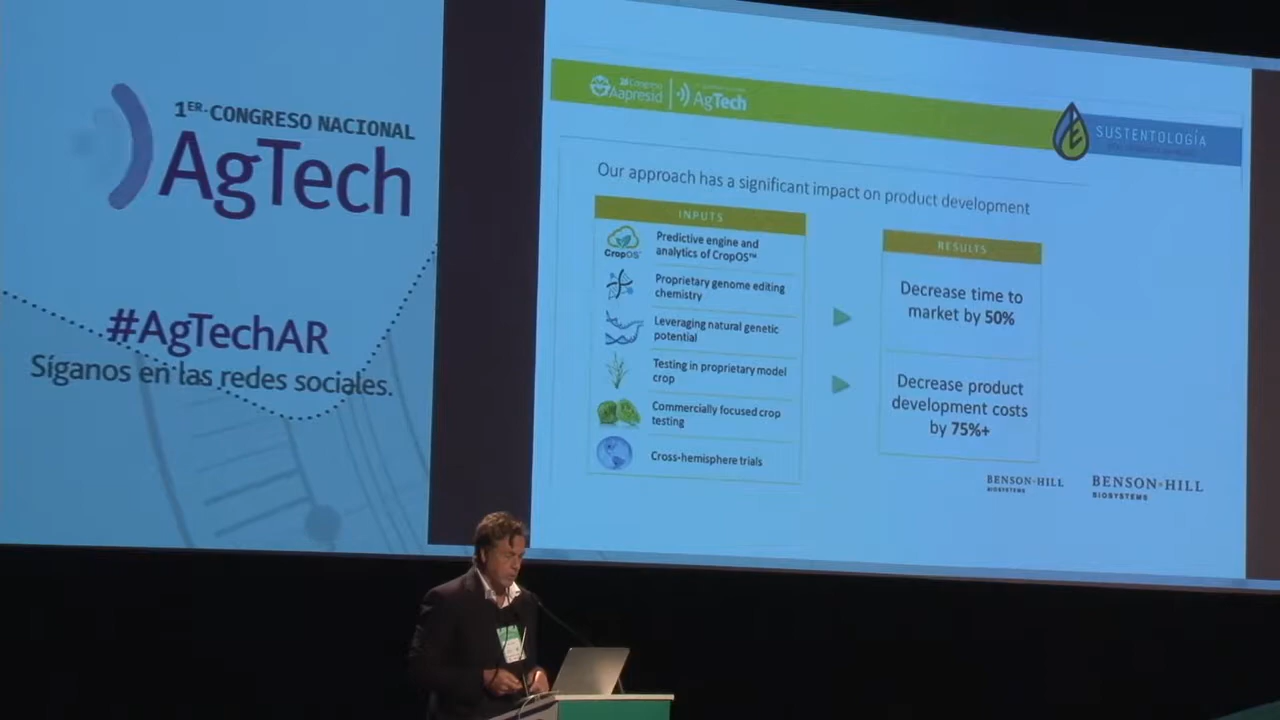 1ER. CONGRESO NACIONAL
AgTech
#AgTechAR
Síganos en las redes sociales.
Congreso
Aapresid
AgTech
SUSTENTOLOGÍA
Our approach has a significant impact on product development
INPUTS
CropOS
Predictive engine and
analytics of CropOS™
Proprietary genome editing
chemistry
Leveraging natural genetic
potential
Testing in proprietary model
crop
Commercially focused crop
testing
Cross-hemisphere trials
RESULTS
Decrease time to
market by 50%
Decrease product
development costs
by 75%+
BENSON HILL
BIOSYSTEMS
BENSON HILL
BIOSYSTEMS